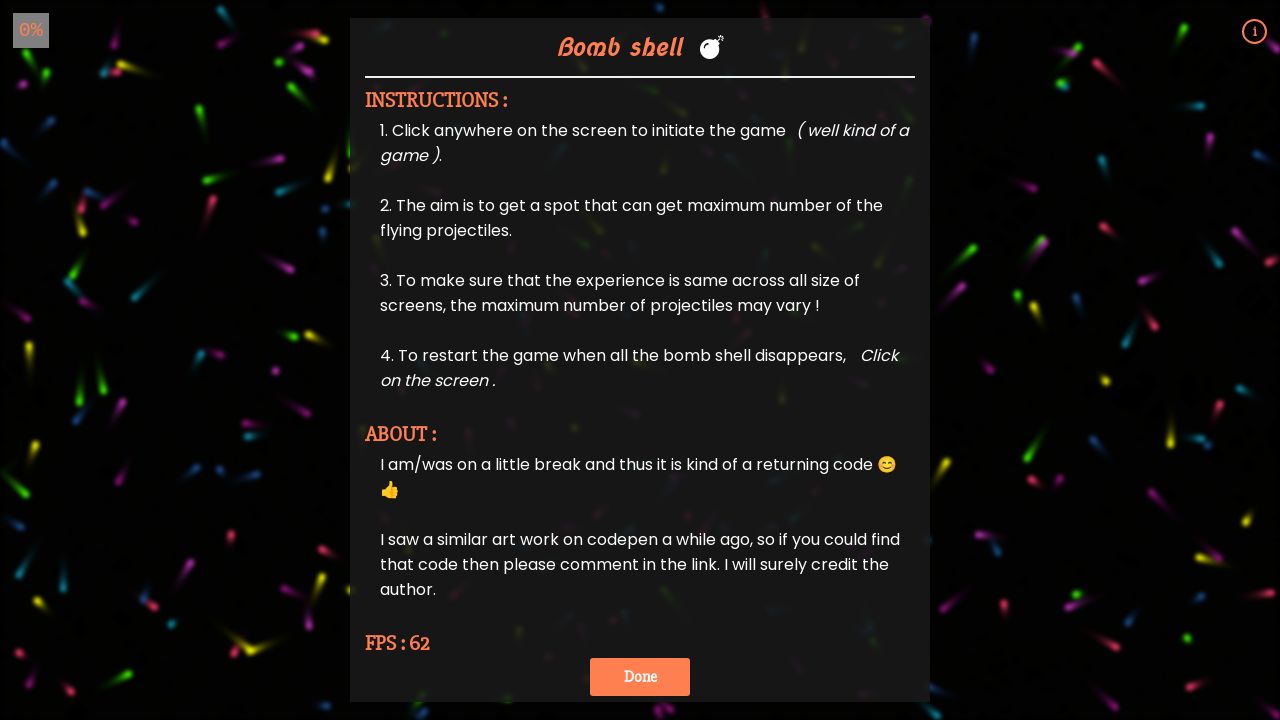 0%
i
Bomb shell 💣
INSTRUCTIONS :
1. Click anywhere on the screen to initiate the game ( well kind of a
game ).
2. The aim is to get a spot that can get maximum number of the
flying projectiles.
3. To make sure that the experience is same across all size of
screens, the maximum number of projectiles may vary !
4. To restart the game when all the bomb shell disappears, Click
on the screen .
ABOUT :
I am/was on a little break and thus it is kind of a returning code 😊
👍
I saw a similar art work on codepen a while ago, so if you could find
that code then please comment in the link. I will surely credit the
author.
FPS : 62
Done